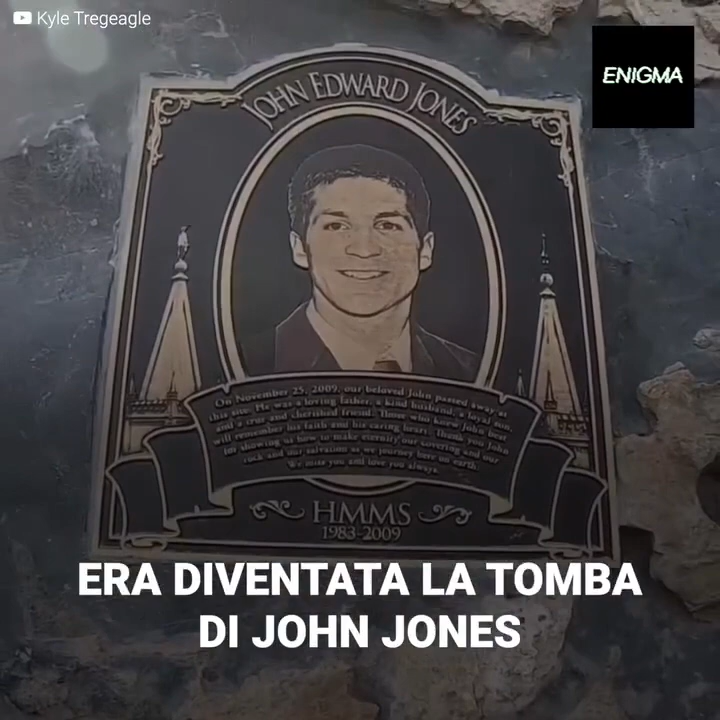 Kyle Tregeagle
ENIGMA
JOHN EDWARD JONES
On November 25, 2009, our beloved John passed away at
this site. He was a loving father, a kind husband, a loyal son,
and a true and cherished friend. Those who knew John best
will remember his faith and his caring heart. Thank you John
for showing us how to make eternity our covering and our
rock and our salvation as we journey here on earth.
We miss you and love you always.
HMMS
1983-2009
ERA DIVENTATA LA TOMBA
DI JOHN JONES